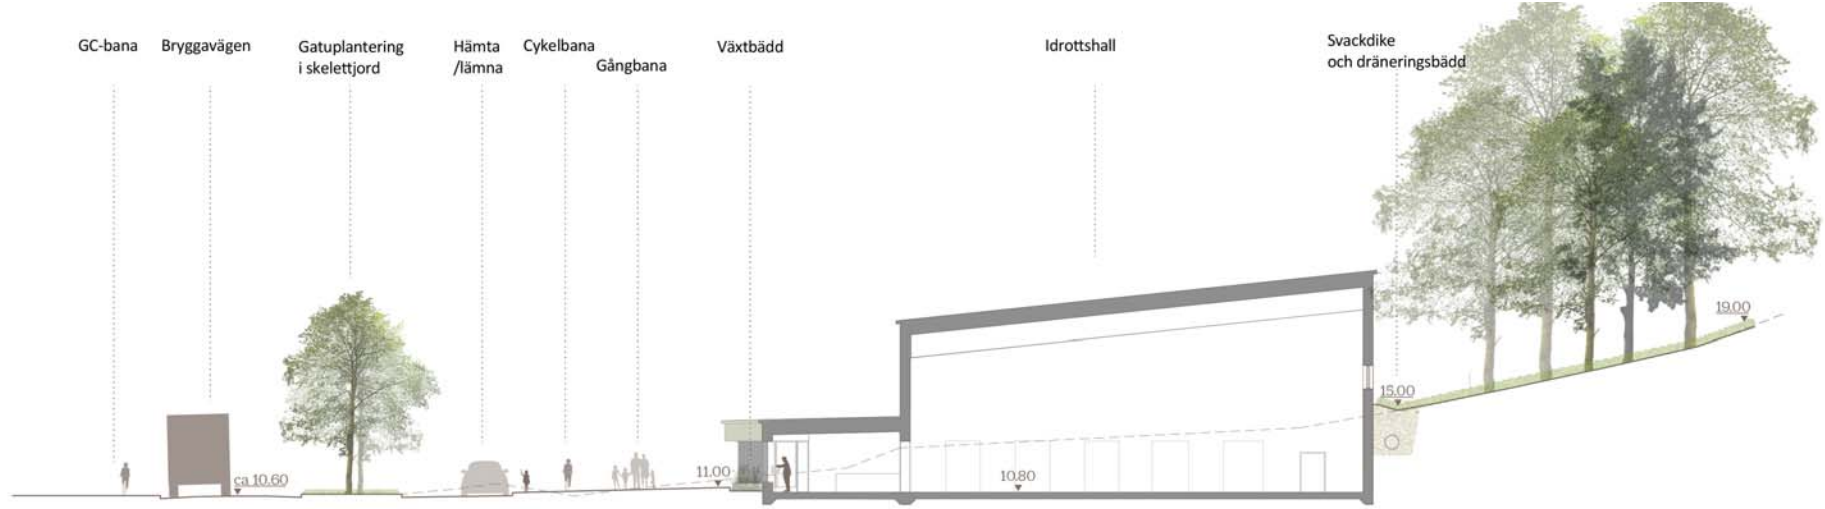 GC-bana
Bryggavägen
Gatuplantering
i skelettjord
Hämta
/lämna
Cykelbana
Gångbana
Växtbädd
Idrottshall
Svackdike
och dräneringsbädd
19.00
15.00
11.00
10.80
ca 10.60